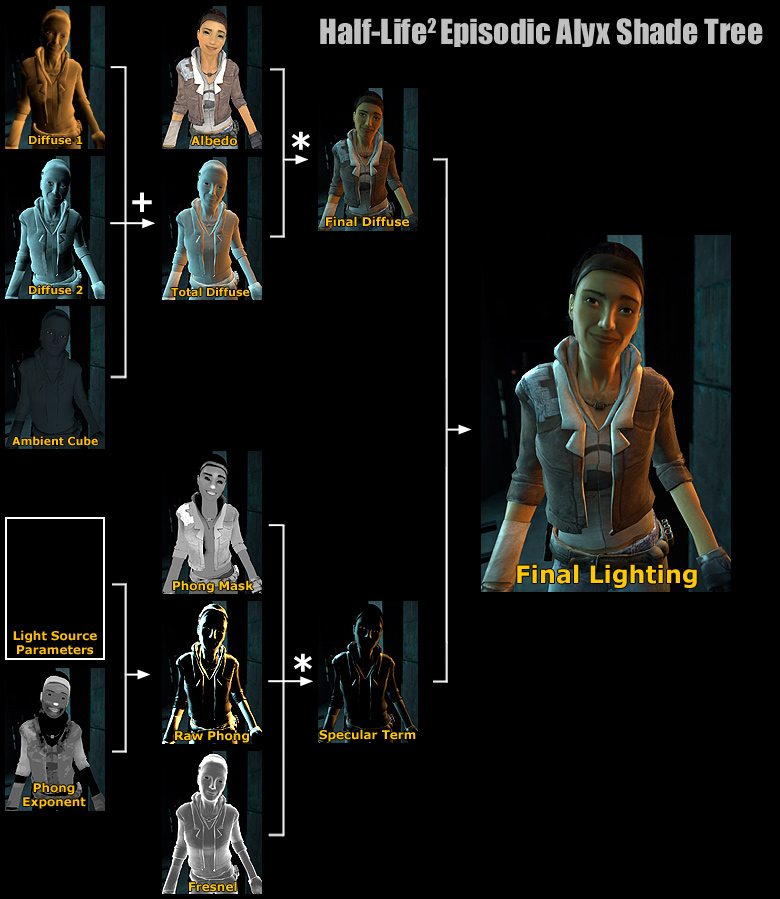 Half-Life² Episodic Alyx Shade Tree
Diffuse 1
Albedo
*
Final Diffuse
+
Diffuse 2
Total Diffuse
Ambient Cube
Final Lighting
Phong Mask
Light Source
Parameters
*
Raw Phong
Specular Term
Phong
Exponent
Fresnel